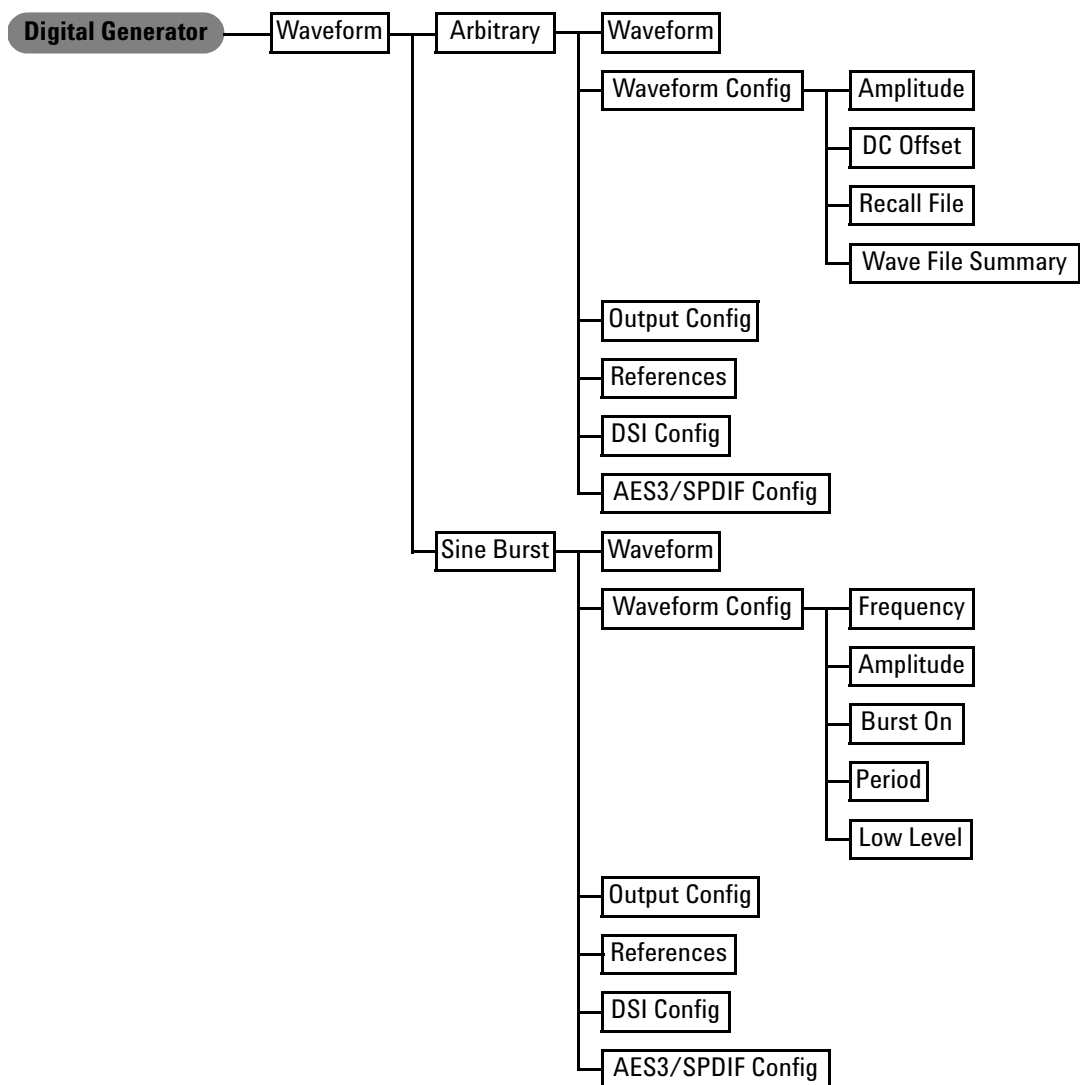 Digital Generator
Waveform
Arbitrary
Waveform
Waveform Config
Amplitude
DC Offset
Recall File
Wave File Summary
Output Config
References
DSI Config
AES3/SPDIF Config
Sine Burst
Waveform
Waveform Config
Frequency
Amplitude
Burst On
Period
Low Level
Output Config
References
DSI Config
AES3/SPDIF Config